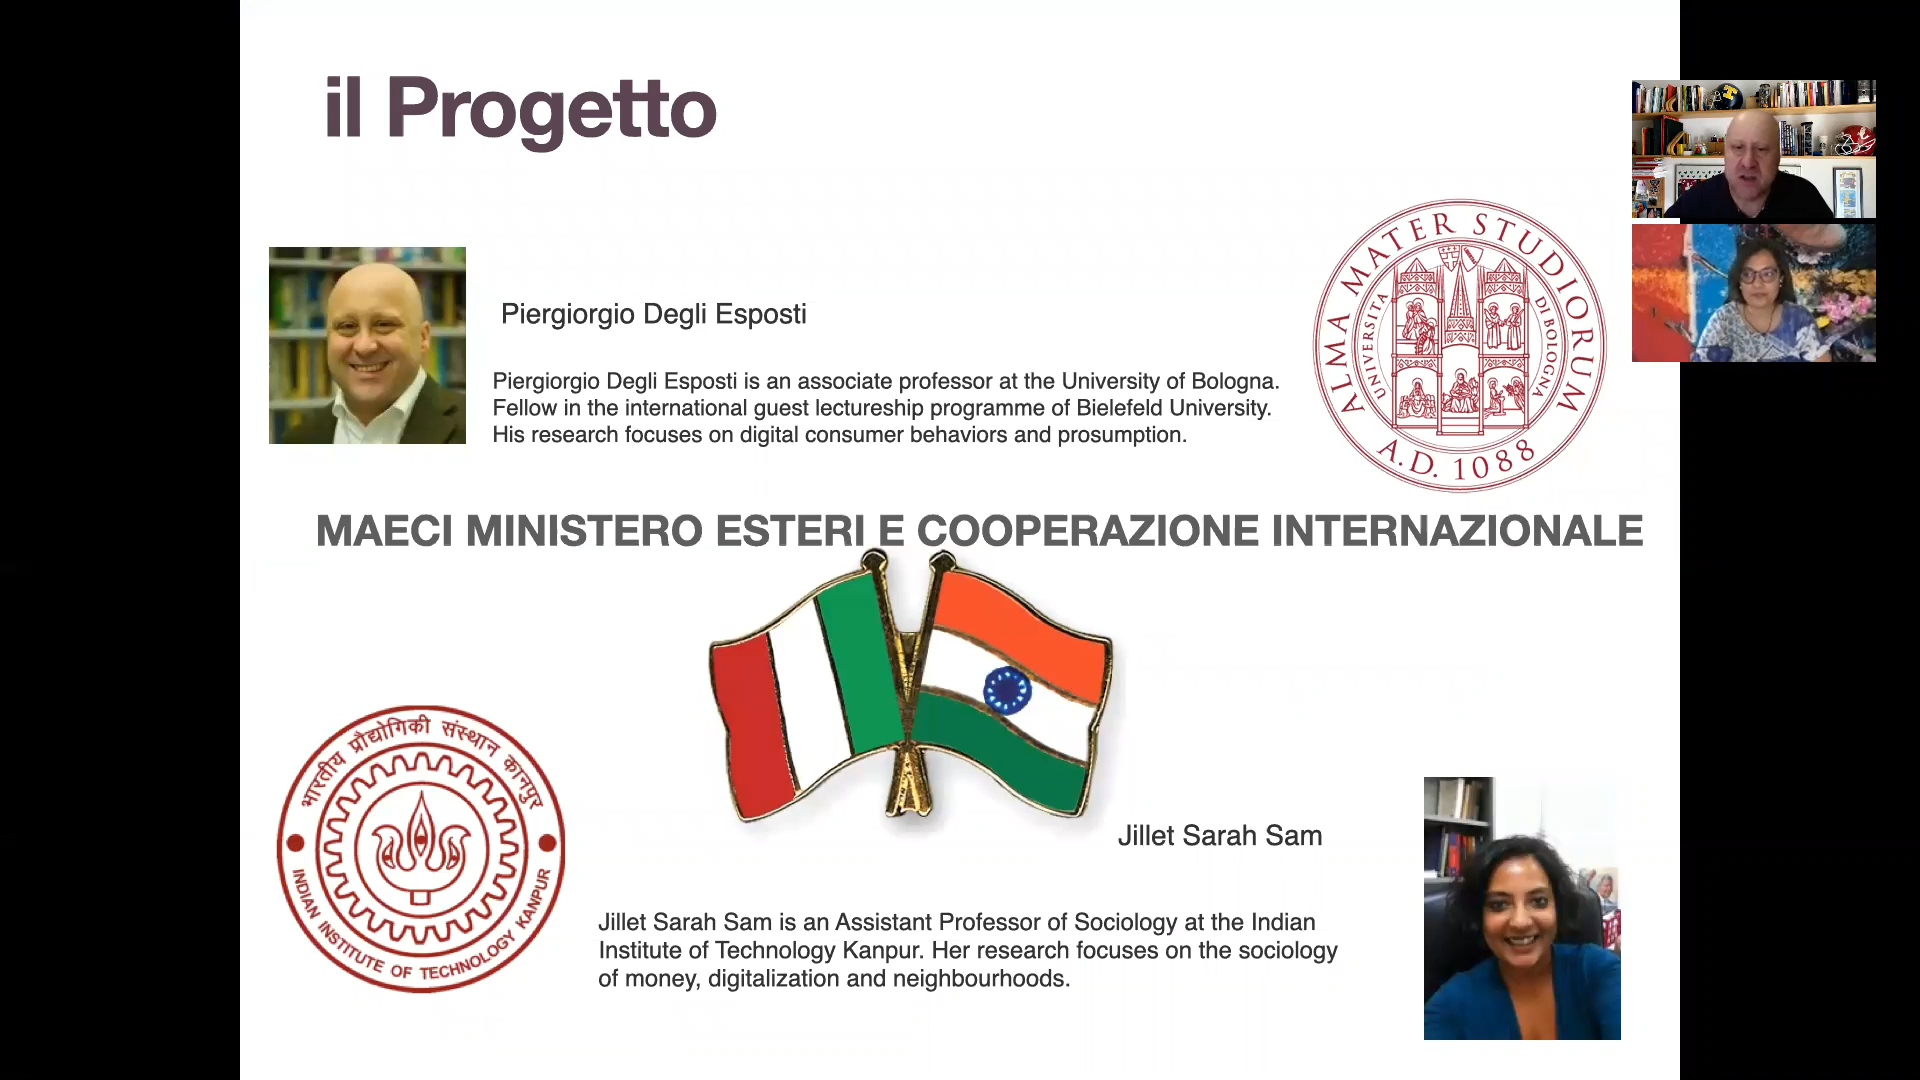 il Progetto
Piergiorgio Degli Esposti
Piergiorgio Degli Esposti is an associate professor at the University of Bologna.
Fellow in the international guest lectureship programme of Bielefeld University.
His research focuses on digital consumer behaviors and prosumption.
ALMA MATER STUDIORUM
UNIVERSITÀ DI BOLOGNA
A.D. 1088
MAECI MINISTERO ESTERI E COOPERAZIONE INTERNAZIONALE
भारतीय प्रौद्योगिकी संस्थान कानपुर
INDIAN INSTITUTE OF TECHNOLOGY KANPUR
Jillet Sarah Sam
Jillet Sarah Sam is an Assistant Professor of Sociology at the Indian
Institute of Technology Kanpur. Her research focuses on the sociology
of money, digitalization and neighbourhoods.